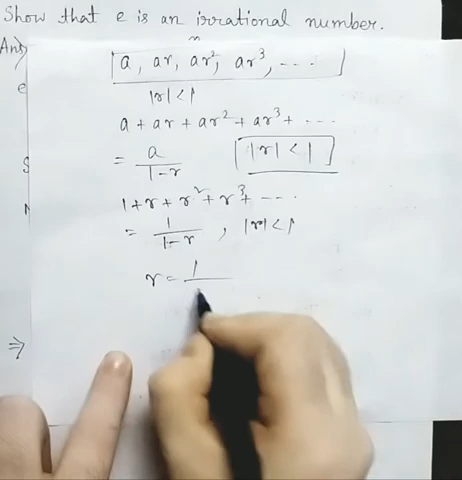 Show that e is an irrational number.
Ans)
a, ar, ar², ar³, ....
e
|r| < 1
a + ar + ar² + ar³ + ....
S
= a/(1-r) |r| < 1
1 + r + r² + r³ + ....
N
= 1/(1-r) , |r| < 1
r = 1/
⇒